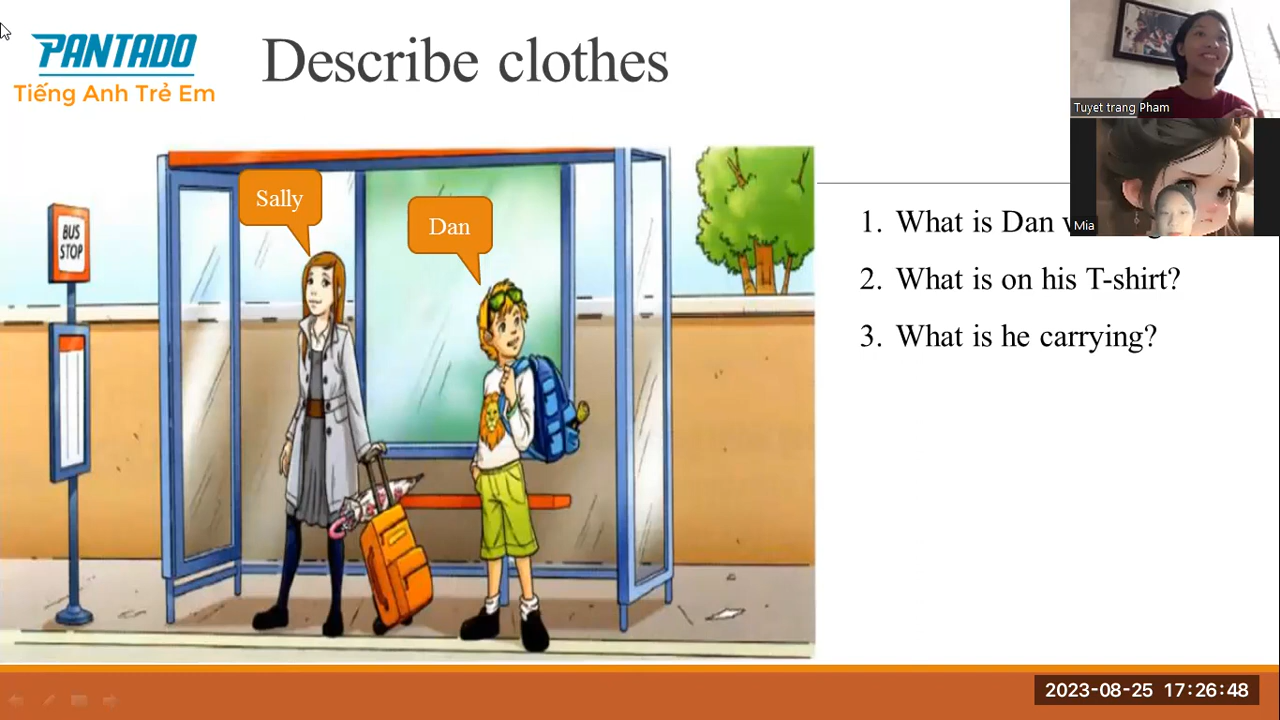 PANTADO
Tiếng Anh Trẻ Em
Describe clothes
Tuyet trang Pham
Mia
Sally
Dan
BUS
STOP
1. What is Dan
2. What is on his T-shirt?
3. What is he carrying?
2023-08-25 17:26:48